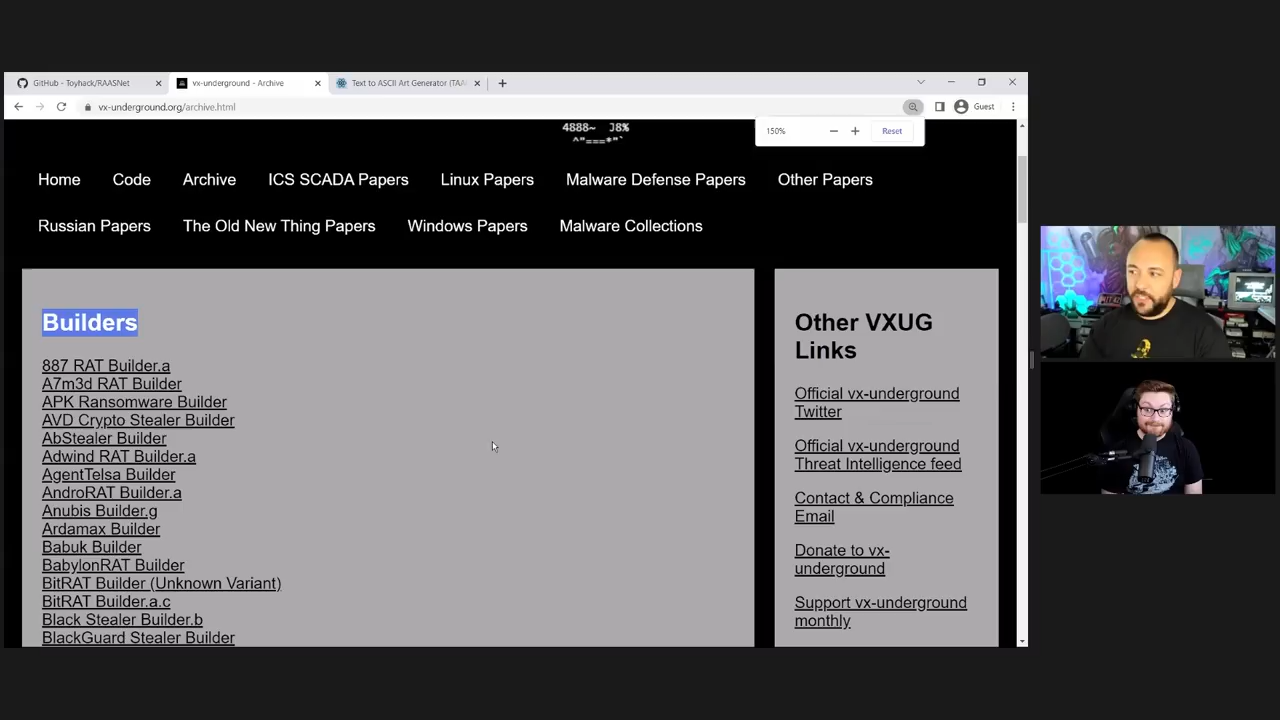 GitHub - Toyhack/RAASNet
vx-underground - Archive
Text to ASCII Art Generator (TAA
vx-underground.org/archive.html
Guest
4888~ J8%
^"===*"`
150%
Reset
Home Code Archive ICS SCADA Papers Linux Papers Malware Defense Papers Other Papers
Russian Papers The Old New Thing Papers Windows Papers Malware Collections
Builders
887 RAT Builder.a
A7m3d RAT Builder
APK Ransomware Builder
AVD Crypto Stealer Builder
AbStealer Builder
Adwind RAT Builder.a
AgentTelsa Builder
AndroRAT Builder.a
Anubis Builder.g
Ardamax Builder
Babuk Builder
BabylonRAT Builder
BitRAT Builder (Unknown Variant)
BitRAT Builder.a.c
Black Stealer Builder.b
BlackGuard Stealer Builder
Other VXUG
Links
Official vx-underground
Twitter
Official vx-underground
Threat Intelligence feed
Contact & Compliance
Email
Donate to vx-
underground
Support vx-underground
monthly